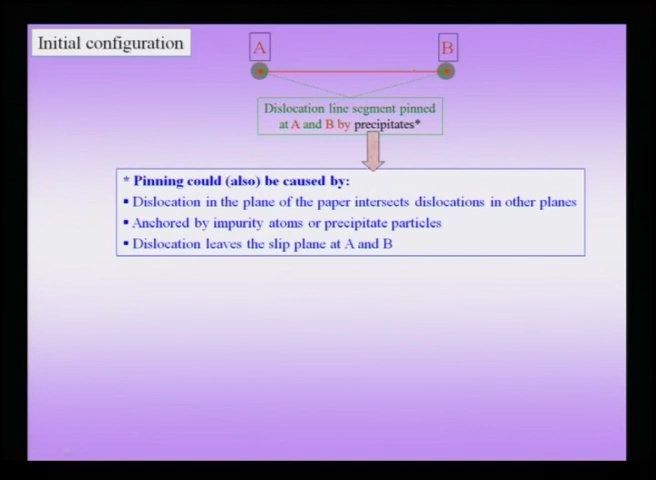 Initial configuration
A
B
Dislocation line segment pinned
at A and B by precipitates*
* Pinning could (also) be caused by:
▪ Dislocation in the plane of the paper intersects dislocations in other planes
▪ Anchored by impurity atoms or precipitate particles
▪ Dislocation leaves the slip plane at A and B